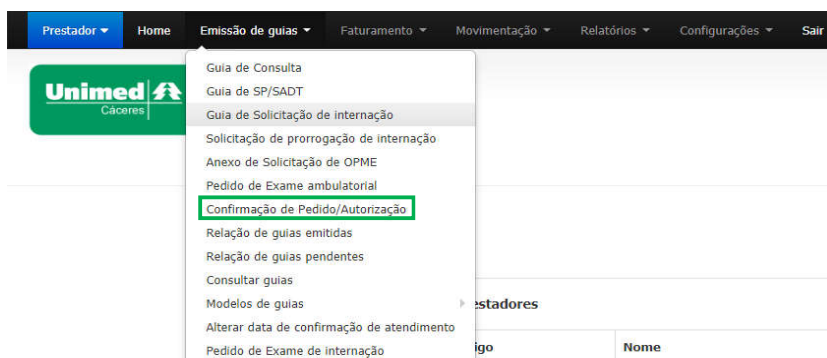 Prestador Home Emissão de guias Faturamento Movimentação Relatórios Configurações Sair
Unimed
Cáceres
Guia de Consulta
Guia de SP/SADT
Guia de Solicitação de internação
Solicitação de prorrogação de internação
Anexo de Solicitação de OPME
Pedido de Exame ambulatorial
Confirmação de Pedido/Autorização
Relação de guias emitidas
Relação de guias pendentes
Consultar guias
Modelos de guias
estadores
Alterar data de confirmação de atendimento
Pedido de Exame de internação
igo Nome